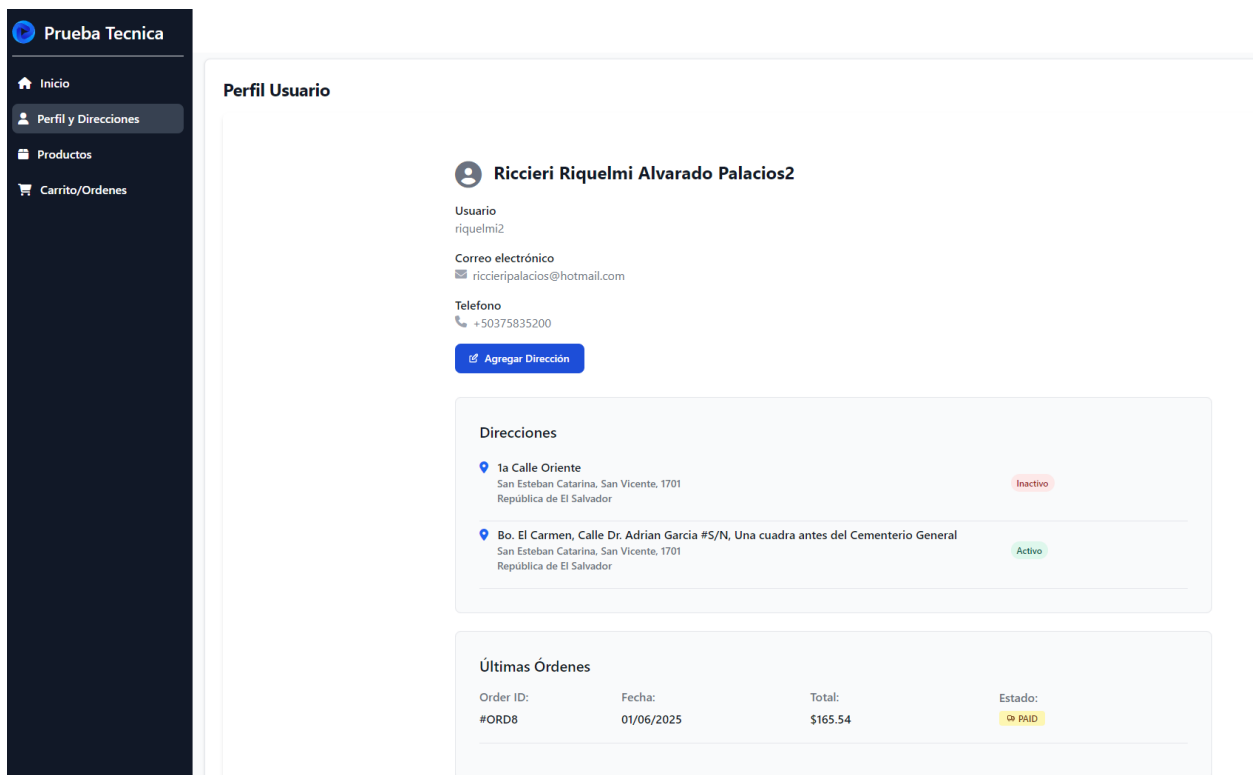 Prueba Tecnica
Inicio
Perfil y Direcciones
Productos
Carrito/Ordenes
Perfil Usuario
Riccieri Riquelmi Alvarado Palacios2
Usuario
riquelmi2
Correo electrónico
riccieripalacios@hotmail.com
Telefono
+50375835200
Agregar Dirección
Direcciones
1a Calle Oriente
San Esteban Catarina, San Vicente, 1701
República de El Salvador
Inactivo
Bo. El Carmen, Calle Dr. Adrian Garcia #S/N, Una cuadra antes del Cementerio General
San Esteban Catarina, San Vicente, 1701
República de El Salvador
Activo
Últimas Órdenes
Order ID: Fecha: Total: Estado:
#ORD8 01/06/2025 $165.54 PAID